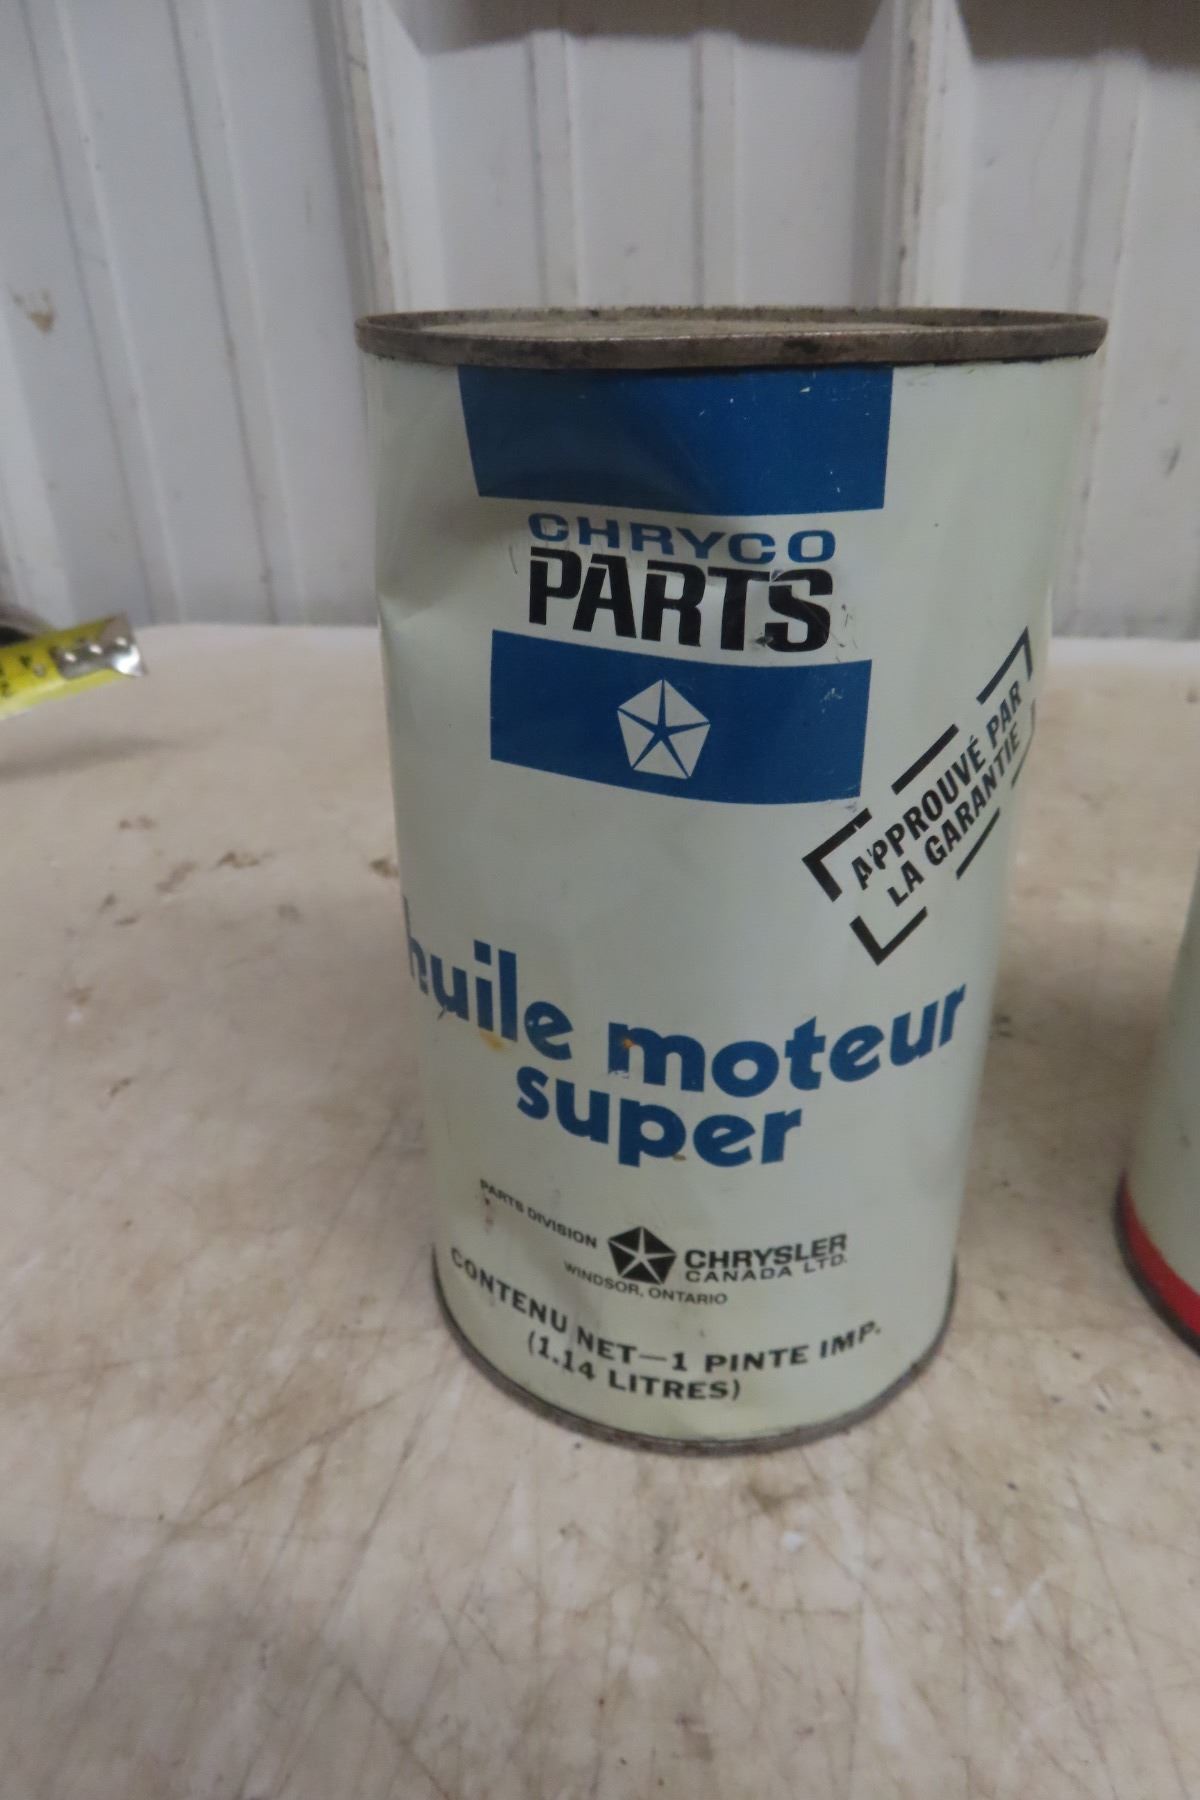 CHRYCO
PARTS
APPROUVÉ PAR
LA GARANTIE
huile moteur
super
PARTS DIVISION
CHRYSLER
CANADA LTD.
WINDSOR, ONTARIO
CONTENU NET—1 PINTE IMP.
(1.14 LITRES)